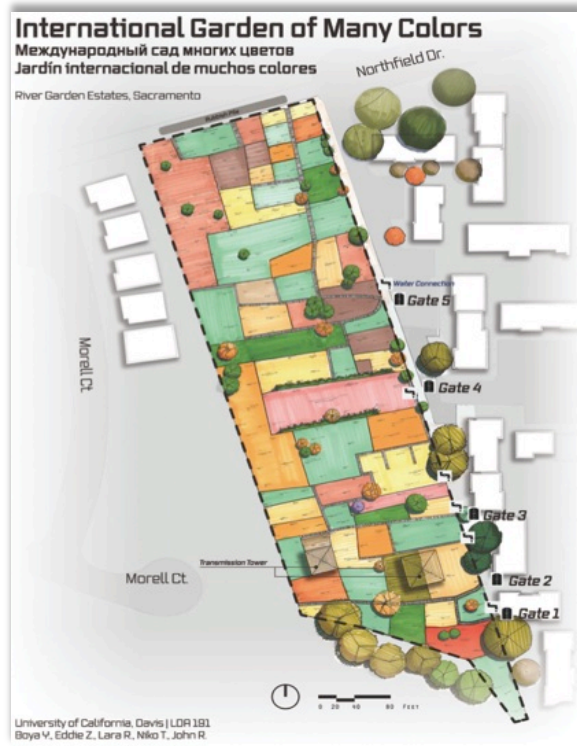 International Garden of Many Colors
Международный сад многих цветов
Jardín internacional de muchos colores
River Garden Estates, Sacramento
Northfield Dr.
Water Connection
Gate 5
Morell Ct.
Gate 4
Gate 3
Transmission Tower
Gate 2
Morell Ct.
Gate 1
0 20 40 80 FEET
University of California, Davis | LDA 191
Boya Y., Eddie Z., Lara R., Niko T., John R.